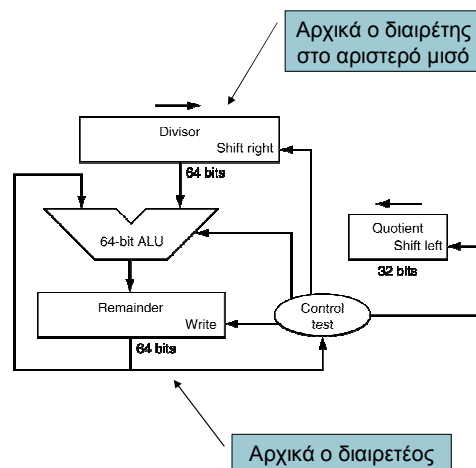 Αρχικά ο διαιρέτης
στο αριστερό μισό
Divisor
Shift right
64 bits
64-bit ALU
Quotient
Shift left
32 bits
Remainder
Write
Control
test
64 bits
Αρχικά ο διαιρετέος